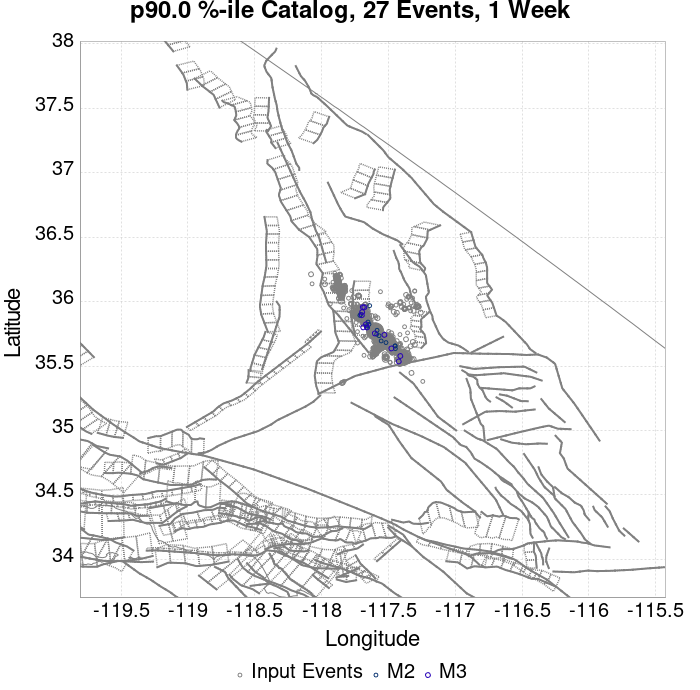 p90.0 %-ile Catalog, 27 Events, 1 Week
38
37.5
37
36.5
36
35.5
35
34.5
34
Latitude
-119.5 -119 -118.5 -118 -117.5 -117 -116.5 -116 -115.5
Longitude
Input Events M2 M3